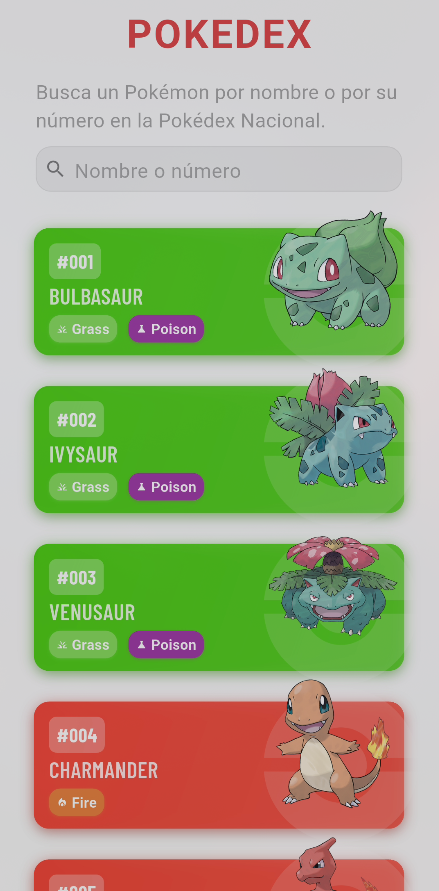 POKEDEX
Busca un Pokémon por nombre o por su
número en la Pokédex Nacional.
Nombre o número
#001
BULBASAUR
Grass Poison
#002
IVYSAUR
Grass Poison
#003
VENUSAUR
Grass Poison
#004
CHARMANDER
Fire
#005